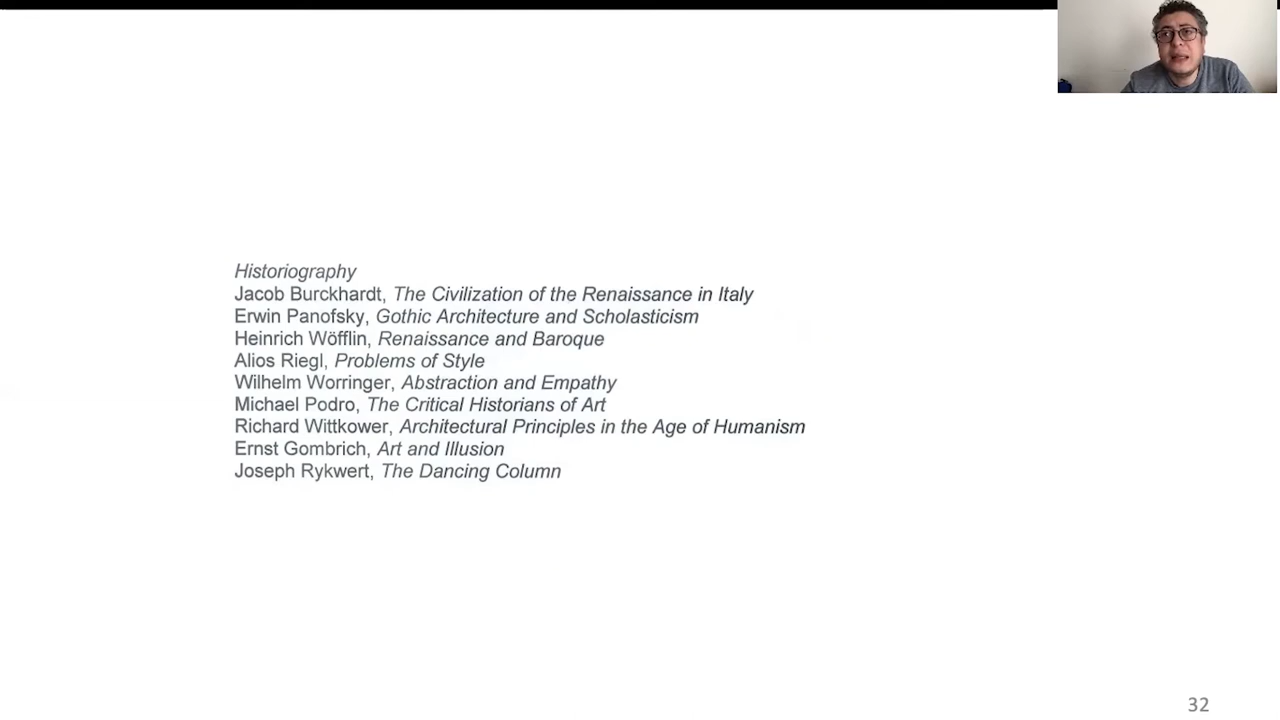 Historiography
Jacob Burckhardt, The Civilization of the Renaissance in Italy
Erwin Panofsky, Gothic Architecture and Scholasticism
Heinrich Wöfflin, Renaissance and Baroque
Alios Riegl, Problems of Style
Wilhelm Worringer, Abstraction and Empathy
Michael Podro, The Critical Historians of Art
Richard Wittkower, Architectural Principles in the Age of Humanism
Ernst Gombrich, Art and Illusion
Joseph Rykwert, The Dancing Column
32